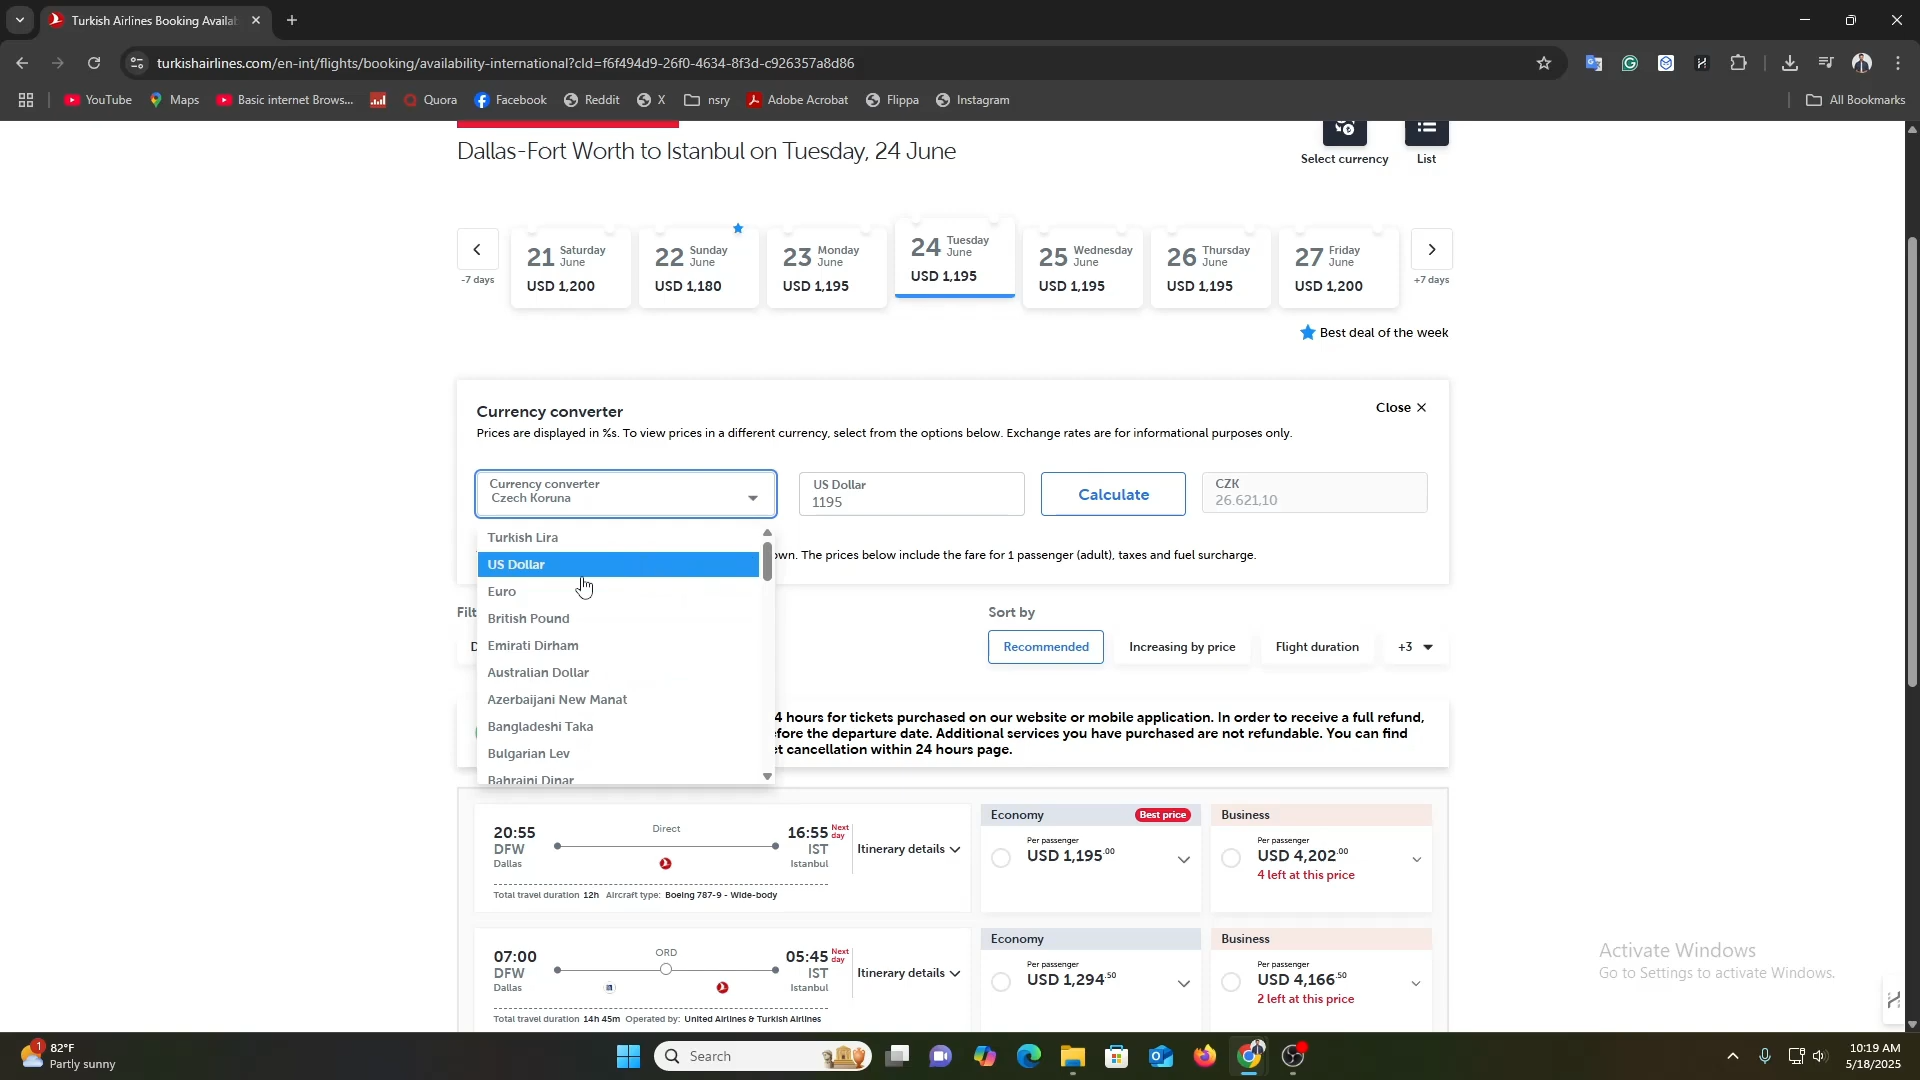 Turkish Airlines Booking Availab
turkishairlines.com/en-int/flights/booking/availability-international?cId=f6f494d9-26f0-4634-8f3d-c926357a8d86
YouTube
Maps
Basic internet Brows...
Quora
Facebook
Reddit
X
nsry
Adobe Acrobat
Flippa
Instagram
All Bookmarks
Dallas-Fort Worth to Istanbul on Tuesday, 24 June
Select currency
List
-7 days
21 Saturday June
USD 1,200
22 Sunday June
USD 1,180
23 Monday June
USD 1,195
24 Tuesday June
USD 1,195
25 Wednesday June
USD 1,195
26 Thursday June
USD 1,195
27 Friday June
USD 1,200
+7 days
Best deal of the week
Currency converter
Close
Prices are displayed in %s. To view prices in a different currency, select from the options below. Exchange rates are for informational purposes only.
Currency converter
Czech Koruna
US Dollar
1195
Calculate
CZK
26.621,10
Turkish Lira
US Dollar
Euro
British Pound
Emirati Dirham
Australian Dollar
Azerbaijani New Manat
Bangladeshi Taka
Bulgarian Lev
Bahraini Dinar
own. The prices below include the fare for 1 passenger (adult), taxes and fuel surcharge.
Filt
Sort by
Recommended
Increasing by price
Flight duration
+3
4 hours for tickets purchased on our website or mobile application. In order to receive a full refund,
efore the departure date. Additional services you have purchased are not refundable. You can find
et cancellation within 24 hours page.
20:55
DFW
Dallas
Direct
16:55 Next day
IST
Istanbul
Itinerary details
Total travel duration 12h Aircraft type: Boeing 787-9 - Wide-body
Economy
Best price
Per passenger
USD 1,195.00
Business
Per passenger
USD 4,202.00
4 left at this price
07:00
DFW
Dallas
ORD
05:45 Next day
IST
Istanbul
Itinerary details
Total travel duration 14h 45m Operated by: United Airlines & Turkish Airlines
Economy
Per passenger
USD 1,294.50
Business
Per passenger
USD 4,166.50
2 left at this price
Activate Windows
Go to Settings to activate Windows.
1
82°F
Partly sunny
Search
10:19 AM
5/18/2025